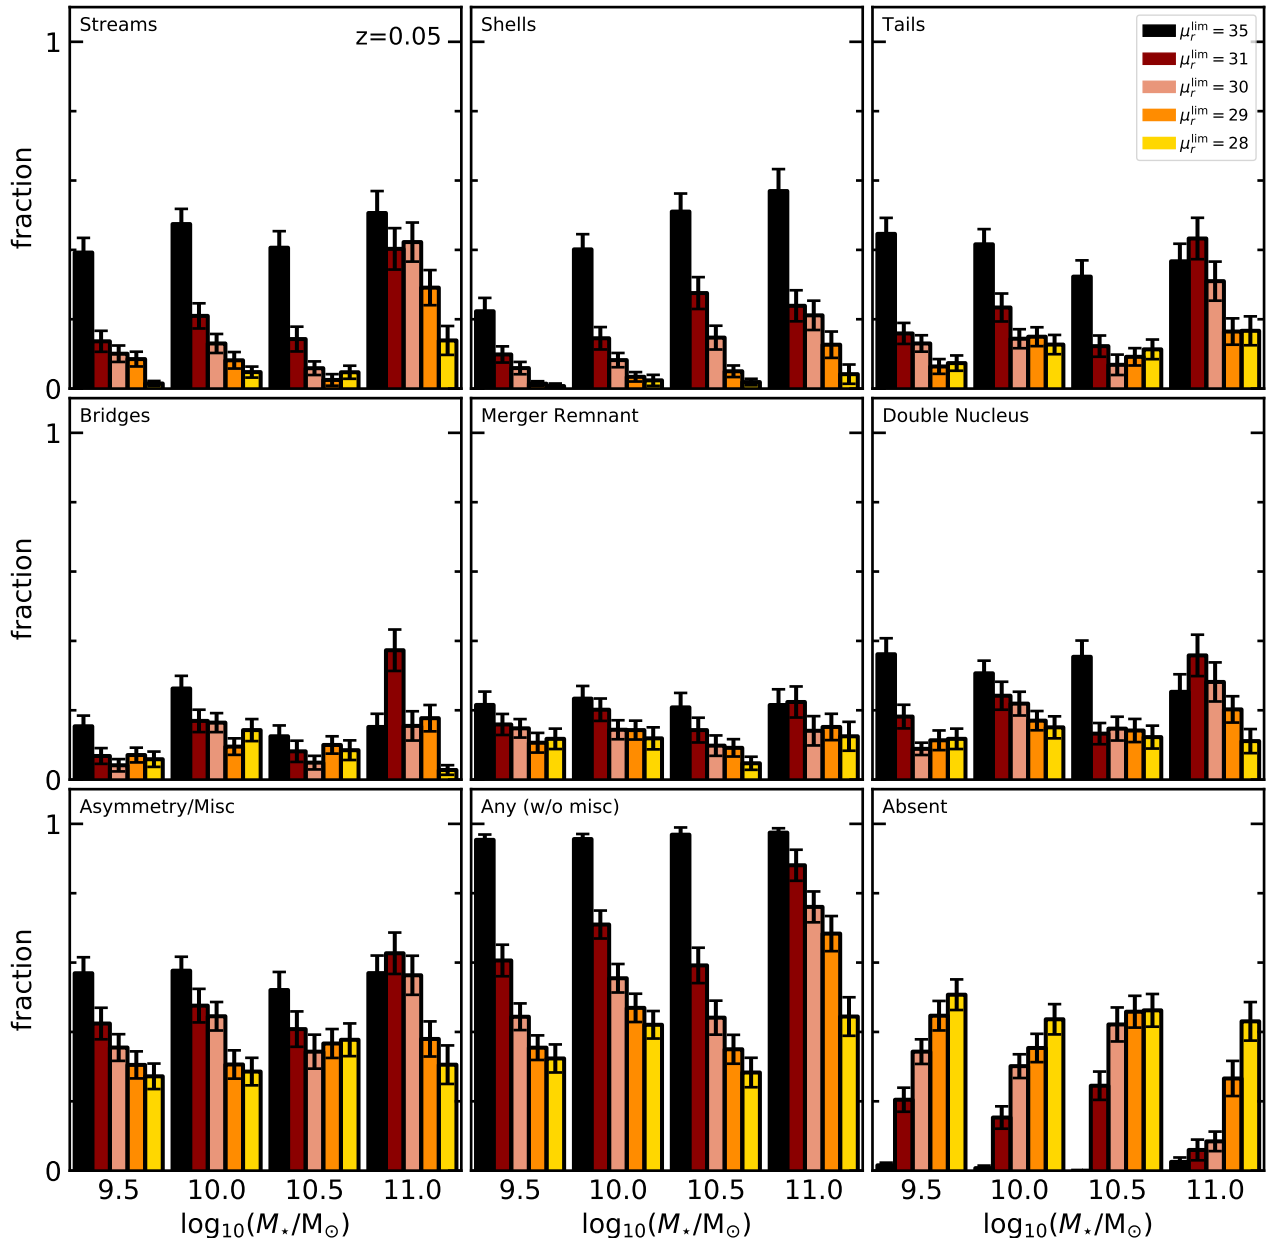 Streams
z=0.05
Shells
Tails
μ_r^lim = 35
μ_r^lim = 31
μ_r^lim = 30
μ_r^lim = 29
μ_r^lim = 28
1
fraction
0
Bridges
Merger Remnant
Double Nucleus
1
fraction
0
Asymmetry/Misc
Any (w/o misc)
Absent
1
fraction
0
9.5 10.0 10.5 11.0
9.5 10.0 10.5 11.0
9.5 10.0 10.5 11.0
log₁₀(M⋆/M⊙)
log₁₀(M⋆/M⊙)
log₁₀(M⋆/M⊙)